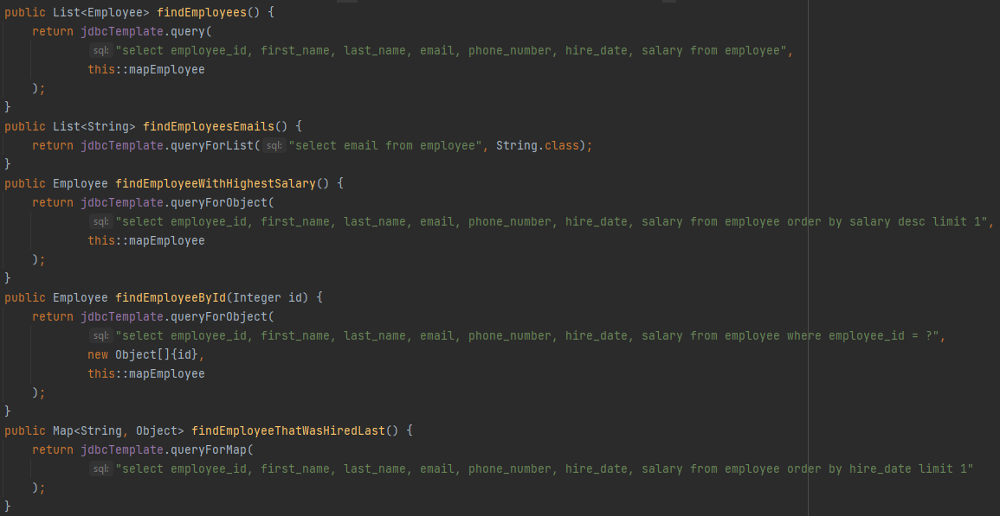 public List<Employee> findEmployees() {
    return jdbcTemplate.query(
            sql: "select employee_id, first_name, last_name, email, phone_number, hire_date, salary from employee",
            this::mapEmployee
    );
}
public List<String> findEmployeesEmails() {
    return jdbcTemplate.queryForList( sql: "select email from employee", String.class);
}
public Employee findEmployeeWithHighestSalary() {
    return jdbcTemplate.queryForObject(
            sql: "select employee_id, first_name, last_name, email, phone_number, hire_date, salary from employee order by salary desc limit 1",
            this::mapEmployee
    );
}
public Employee findEmployeeById(Integer id) {
    return jdbcTemplate.queryForObject(
            sql: "select employee_id, first_name, last_name, email, phone_number, hire_date, salary from employee where employee_id = ?",
            new Object[]{id},
            this::mapEmployee
    );
}
public Map<String, Object> findEmployeeThatWasHiredLast() {
    return jdbcTemplate.queryForMap(
            sql: "select employee_id, first_name, last_name, email, phone_number, hire_date, salary from employee order by hire_date limit 1"
    );
}